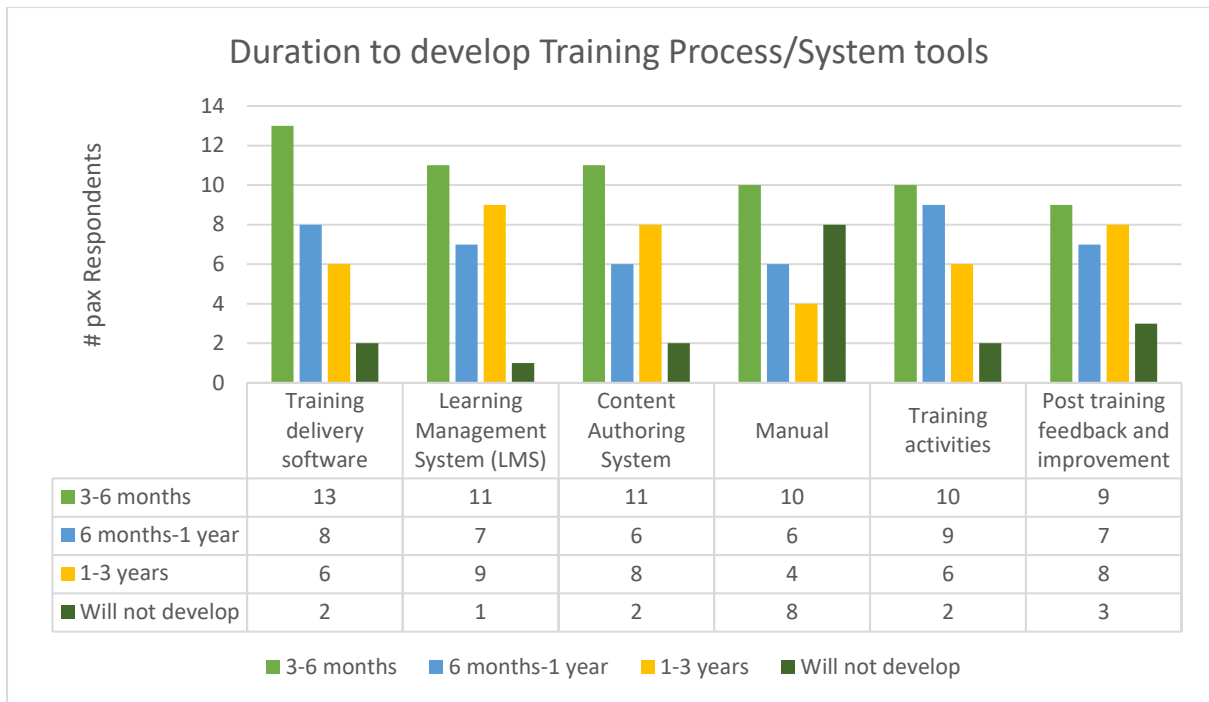 Duration to develop Training Process/System tools
# pax Respondents
14
12
10
8
6
4
2
0
Training delivery software
Learning Management System (LMS)
Content Authoring System
Manual
Training activities
Post training feedback and improvement
3-6 months 13 11 11 10 10 9
6 months-1 year 8 7 6 6 9 7
1-3 years 6 9 8 4 6 8
Will not develop 2 1 2 8 2 3
3-6 months 6 months-1 year 1-3 years Will not develop